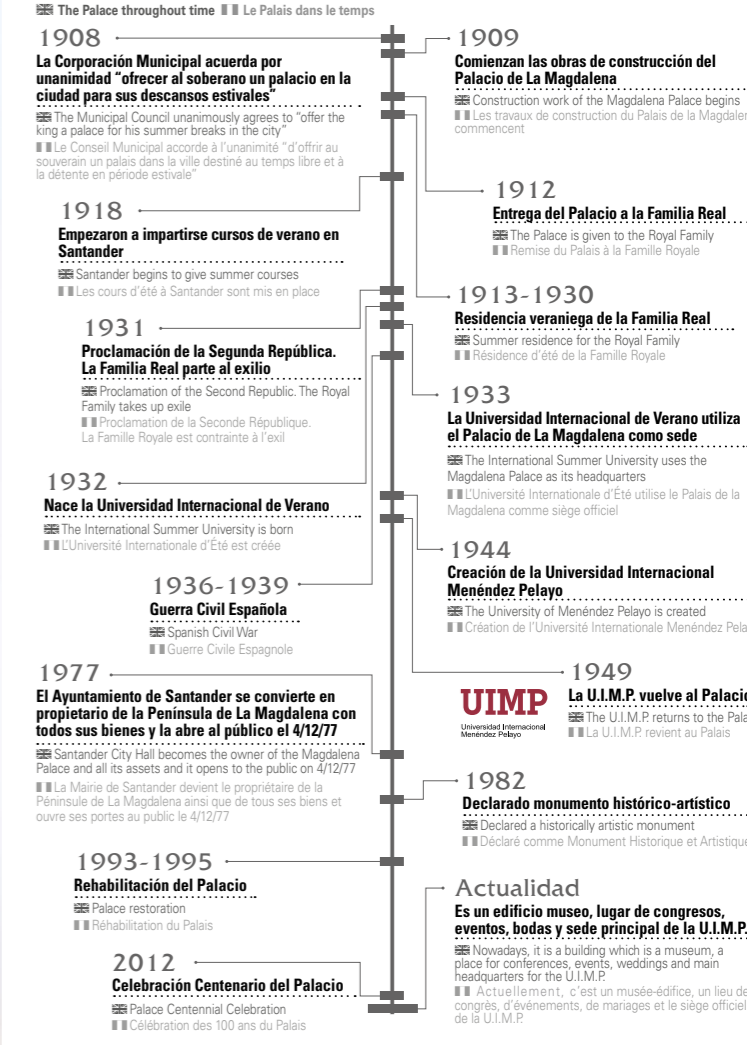 The Palace throughout time Le Palais dans le temps
1908
La Corporación Municipal acuerda por
unanimidad “ofrecer al soberano un palacio en la
ciudad para sus descansos estivales”
The Municipal Council unanimously agrees to “offer the
king a palace for his summer breaks in the city”
Le Conseil Municipal accorde à l’unanimité “d’offrir au
souverain un palais dans la ville destiné au temps libre et à
la détente en période estivale”
1909
Comienzan las obras de construcción del
Palacio de La Magdalena
Construction work of the Magdalena Palace begins
Les travaux de construction du Palais de la
commencent
1912
Entrega del Palacio a la Familia Real
The Palace is given to the Royal Family
Remise du Palais à la Famille Royale
1918
Empezaron a impartirse cursos de verano en
Santander
Santander begins to give summer courses
Les cours d’été à Santander sont mis en place
1913-1930
Residencia veraniega de la Familia Real
Summer residence for the Royal Family
Résidence d’été de la Famille Royale
1931
Proclamación de la Segunda República.
La Familia Real parte al exilio
Proclamation of the Second Republic. The Royal
Family takes up exile
Proclamation de la Seconde République.
La Famille Royale est contrainte à l’exil
1933
La Universidad Internacional de Verano utiliza
el Palacio de La Magdalena como sede
The International Summer University uses the
Magdalena Palace as its headquarters
L’Université Internationale d’Été utilise le Palais de la
Magdalena comme siège officiel
1932
Nace la Universidad Internacional de Verano
The International Summer University is born
L’Université Internationale d’Été est créée
1944
Creación de la Universidad Internacional
Menéndez Pelayo
The University of Menéndez Pelayo is created
Création de l’Université Internationale Menéndez
1936-1939
Guerra Civil Española
Spanish Civil War
Guerre Civile Espagnole
1949
La U.I.M.P. vuelve al Palacio
The U.I.M.P. returns to the
La U.I.M.P. revient au Palais
UIMP
Universidad Internacional
Menéndez Pelayo
1977
El Ayuntamiento de Santander se convierte en
propietario de la Península de La Magdalena con
todos sus bienes y la abre al público el 4/12/77
Santander City Hall becomes the owner of the Magdalena
Palace and all its assets and it opens to the public on 4/12/77
La Mairie de Santander devient le propriétaire de la
Péninsule de La Magdalena ainsi que de tous ses biens et
ouvre ses portes au public le 4/12/77
1982
Declarado monumento histórico-artístico
Declared a historically artistic monument
Déclaré comme Monument Historique et Artistique
1993-1995
Rehabilitación del Palacio
Palace restoration
Réhabilitation du Palais
Actualidad
Es un edificio museo, lugar de congresos,
eventos, bodas y sede principal de la U.I.M.P.
Nowadays, it is a building which is a museum, a
place for conferences, events, weddings and main
headquarters for the U.I.M.P.
Actuellement, c’est un musée-édifice, un lieu de
congrès, d’événements, de mariages et le siège officiel
de la U.I.M.P.
2012
Celebración Centenario del Palacio
Palace Centennial Celebration
Célébration des 100 ans du Palais